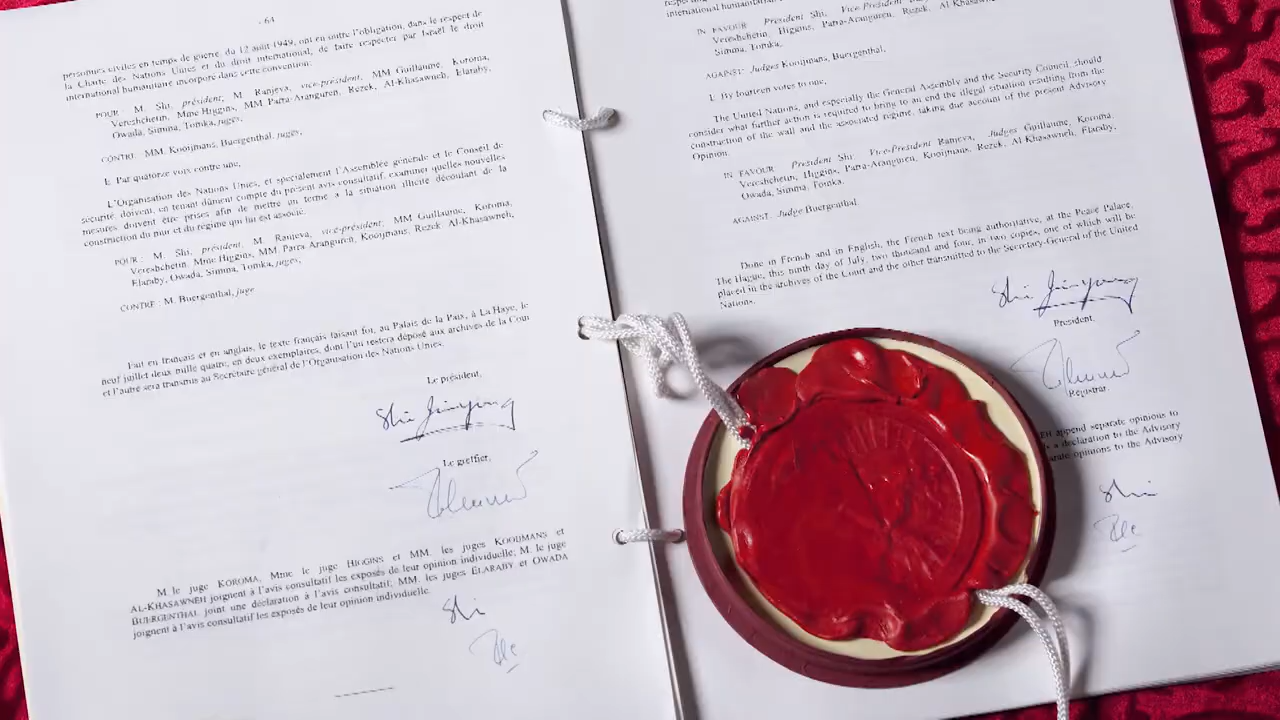 - 64
personnes civiles en temps de guerre, du 12 août 1949, ont en outre l'obligation, dans le respect de
la Charte des Nations Unies et du droit international, de faire respecter par Israël le droit
international humanitaire incorporé dans cette convention.
POUR : M. Shi, président, M. Ranjeva, vice-président, MM Guillaume, Koroma,
Vereshchetin, Mme Higgins, MM Parra-Aranguren, Rezek, Al-Khasawneh, Elaraby,
Owada, Simma, Tomka, juges,
CONTRE : MM. Kooijmans, Buergenthal, juges,
E. Par quatorze voix contre une,
L'Organisation des Nations Unies, et spécialement l'Assemblée générale et le Conseil de
sécurité, doivent, en tenant dûment compte du présent avis consultatif, examiner quelles nouvelles
mesures doivent être prises afin de mettre un terme à la situation illicite découlant de la
construction du mur et du régime qui lui est associé.
POUR : M. Shi, président, M. Ranjeva, vice-président, MM Guillaume, Koroma,
Vereshchetin, Mme Higgins, MM Parra-Aranguren, Kooijmans, Rezek, Al-Khasawneh,
Elaraby, Owada, Simma, Tomka, juges,
CONTRE : M. Buergenthal, juge
Fait en français et en anglais, le texte français faisant foi, au Palais de la Paix, à La Haye, le
neuf juillet deux mille quatre, en deux exemplaires, dont l'un restera déposé aux archives de la Cour
et l'autre sera transmis au Secrétaire général de l'Organisation des Nations Unies.
Le président,
Shi Jiuyong
Le greffier,
M. le juge KOROMA, Mme le juge HIGGINS et MM. les juges KOOIJMANS et
AL-KHASAWNEH joignent à l'avis consultatif les exposés de leur opinion individuelle; M. le juge
BUERGENTHAL joint une déclaration à l'avis consultatif; MM. les juges ELARABY et OWADA
joignent à l'avis consultatif les exposés de leur opinion individuelle.
Shi
international humanitarian
IN FAVOUR President Shi, Vice-President
Vereshchetin, Higgins, Parra-Aranguren, Rezek, Al-Khasawneh
Simma, Tomka,
AGAINST: Judges Kooijmans, Buergenthal,
E. By fourteen votes to one,
The United Nations, and especially the General Assembly and the Security Council, should
consider what further action is required to bring to an end the illegal situation resulting from the
construction of the wall and the associated régime, taking due account of the present Advisory
Opinion.
IN FAVOUR President Shi, Vice-President Ranjeva, Judges Guillaume, Koroma,
Vereshchetin, Higgins, Parra-Aranguren, Kooijmans, Rezek, Al-Khasawneh, Elaraby,
Owada, Simma, Tomka.
AGAINST: Judge Buergenthal.
Done in French and in English, the French text being authoritative, at the Peace Palace,
The Hague, this ninth day of July, two thousand and four, in two copies, one of which will be
placed in the archives of the Court and the other transmitted to the Secretary-General of the United
Nations.
Shi Jiuyong
President,
Registrar,
append separate opinions to
a declaration to the Advisory
separate opinions to the Advisory
Shi